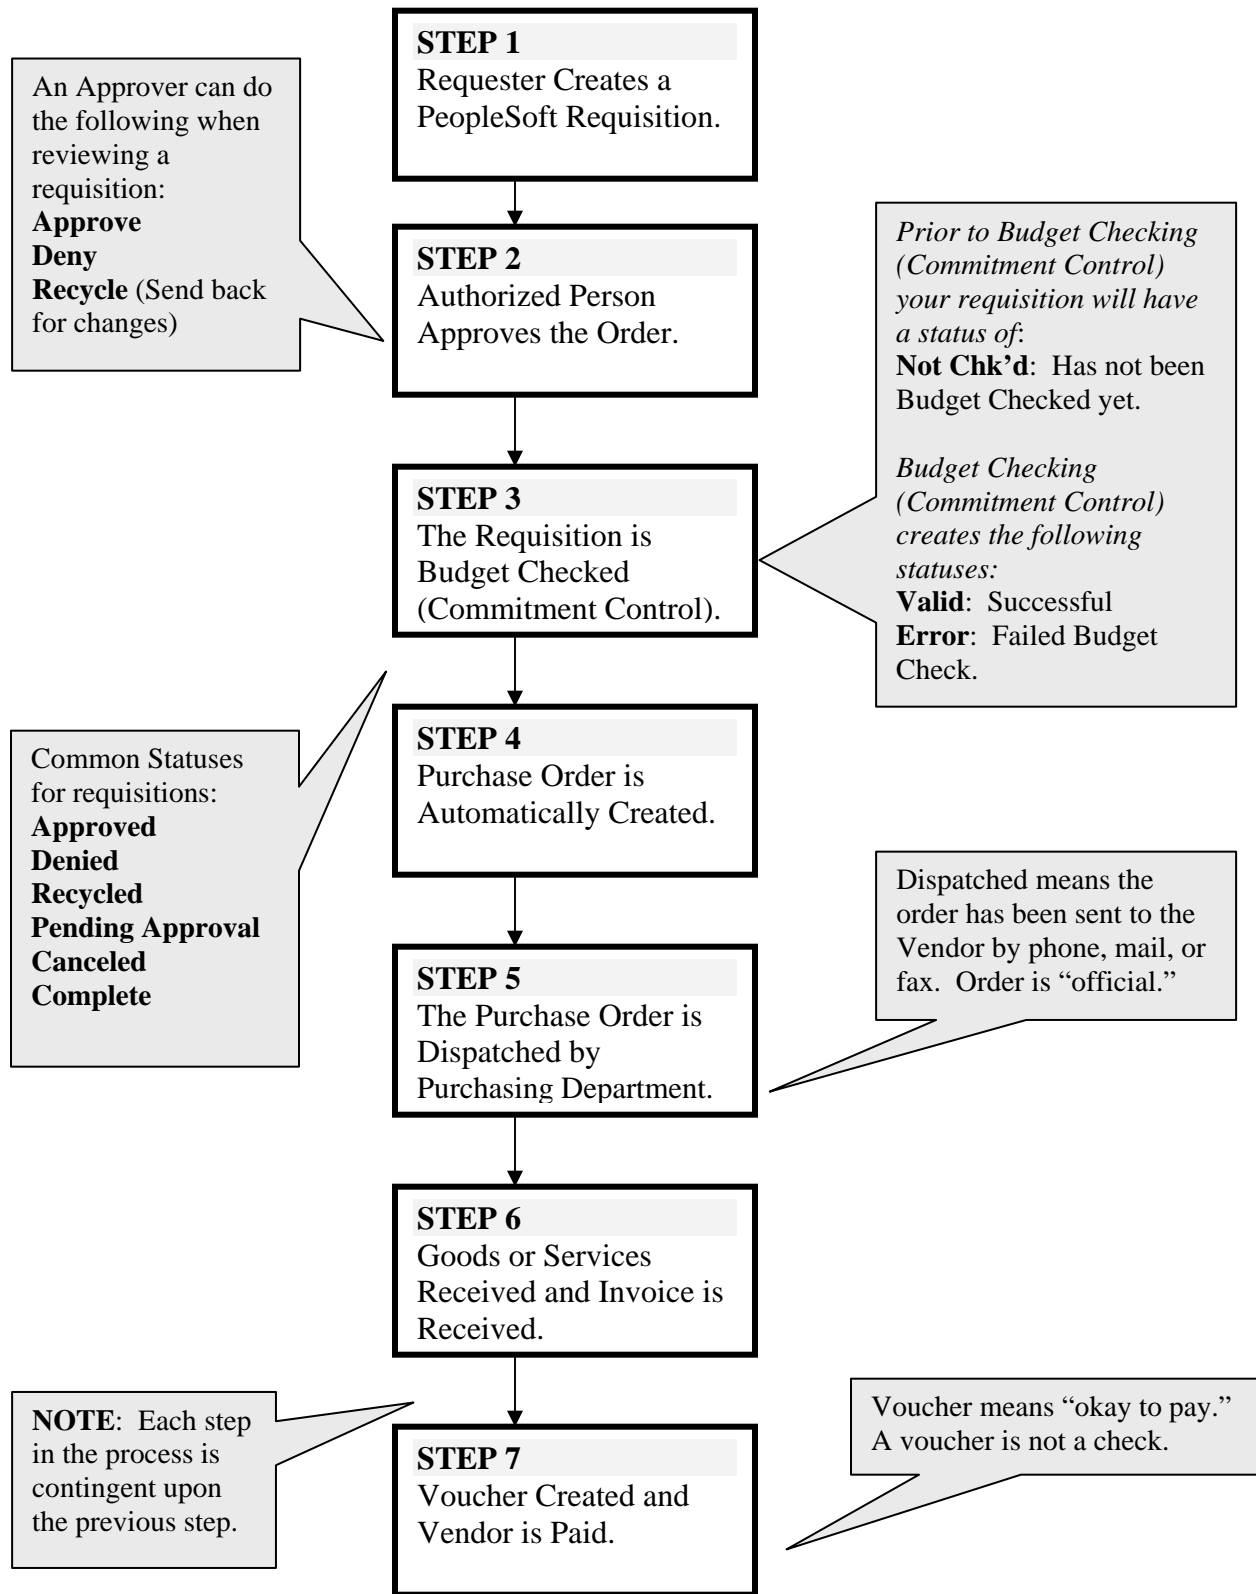 STEP 1
Requester Creates a
PeopleSoft Requisition.
An Approver can do
the following when
reviewing a
requisition:
Approve
Deny
Recycle (Send back
for changes)
STEP 2
Authorized Person
Approves the Order.
Prior to Budget Checking
(Commitment Control)
your requisition will have
a status of:
Not Chk’d:  Has not been
Budget Checked yet.
Budget Checking
(Commitment Control)
creates the following
statuses:
Valid:  Successful
Error:  Failed Budget
Check.
STEP 3
The Requisition is
Budget Checked
(Commitment Control).
Common Statuses
for requisitions:
Approved
Denied
Recycled
Pending Approval
Canceled
Complete
STEP 4
Purchase Order is
Automatically Created.
Dispatched means the
order has been sent to the
Vendor by phone, mail, or
fax.  Order is “official.”
STEP 5
The Purchase Order is
Dispatched by
Purchasing Department.
STEP 6
Goods or Services
Received and Invoice is
Received.
NOTE:  Each step
in the process is
contingent upon
the previous step.
Voucher means “okay to pay.”
A voucher is not a check.
STEP 7
Voucher Created and
Vendor is Paid.